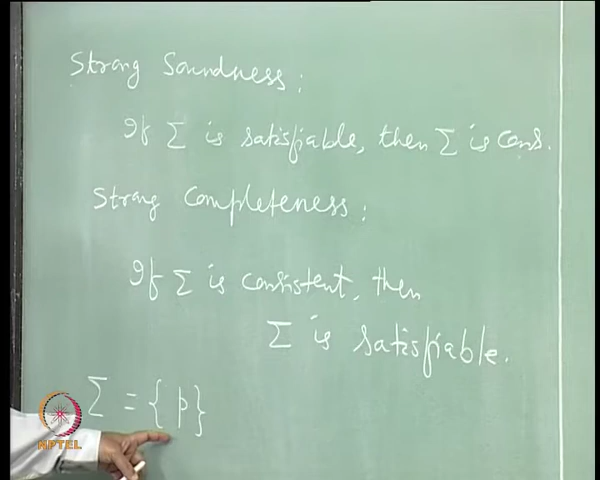 Strong Soundness:
If Σ is satisfiable, then Σ is cons.
Strong Completeness:
If Σ is consistent, then
Σ is satisfiable.
Σ = { p }
NPTEL